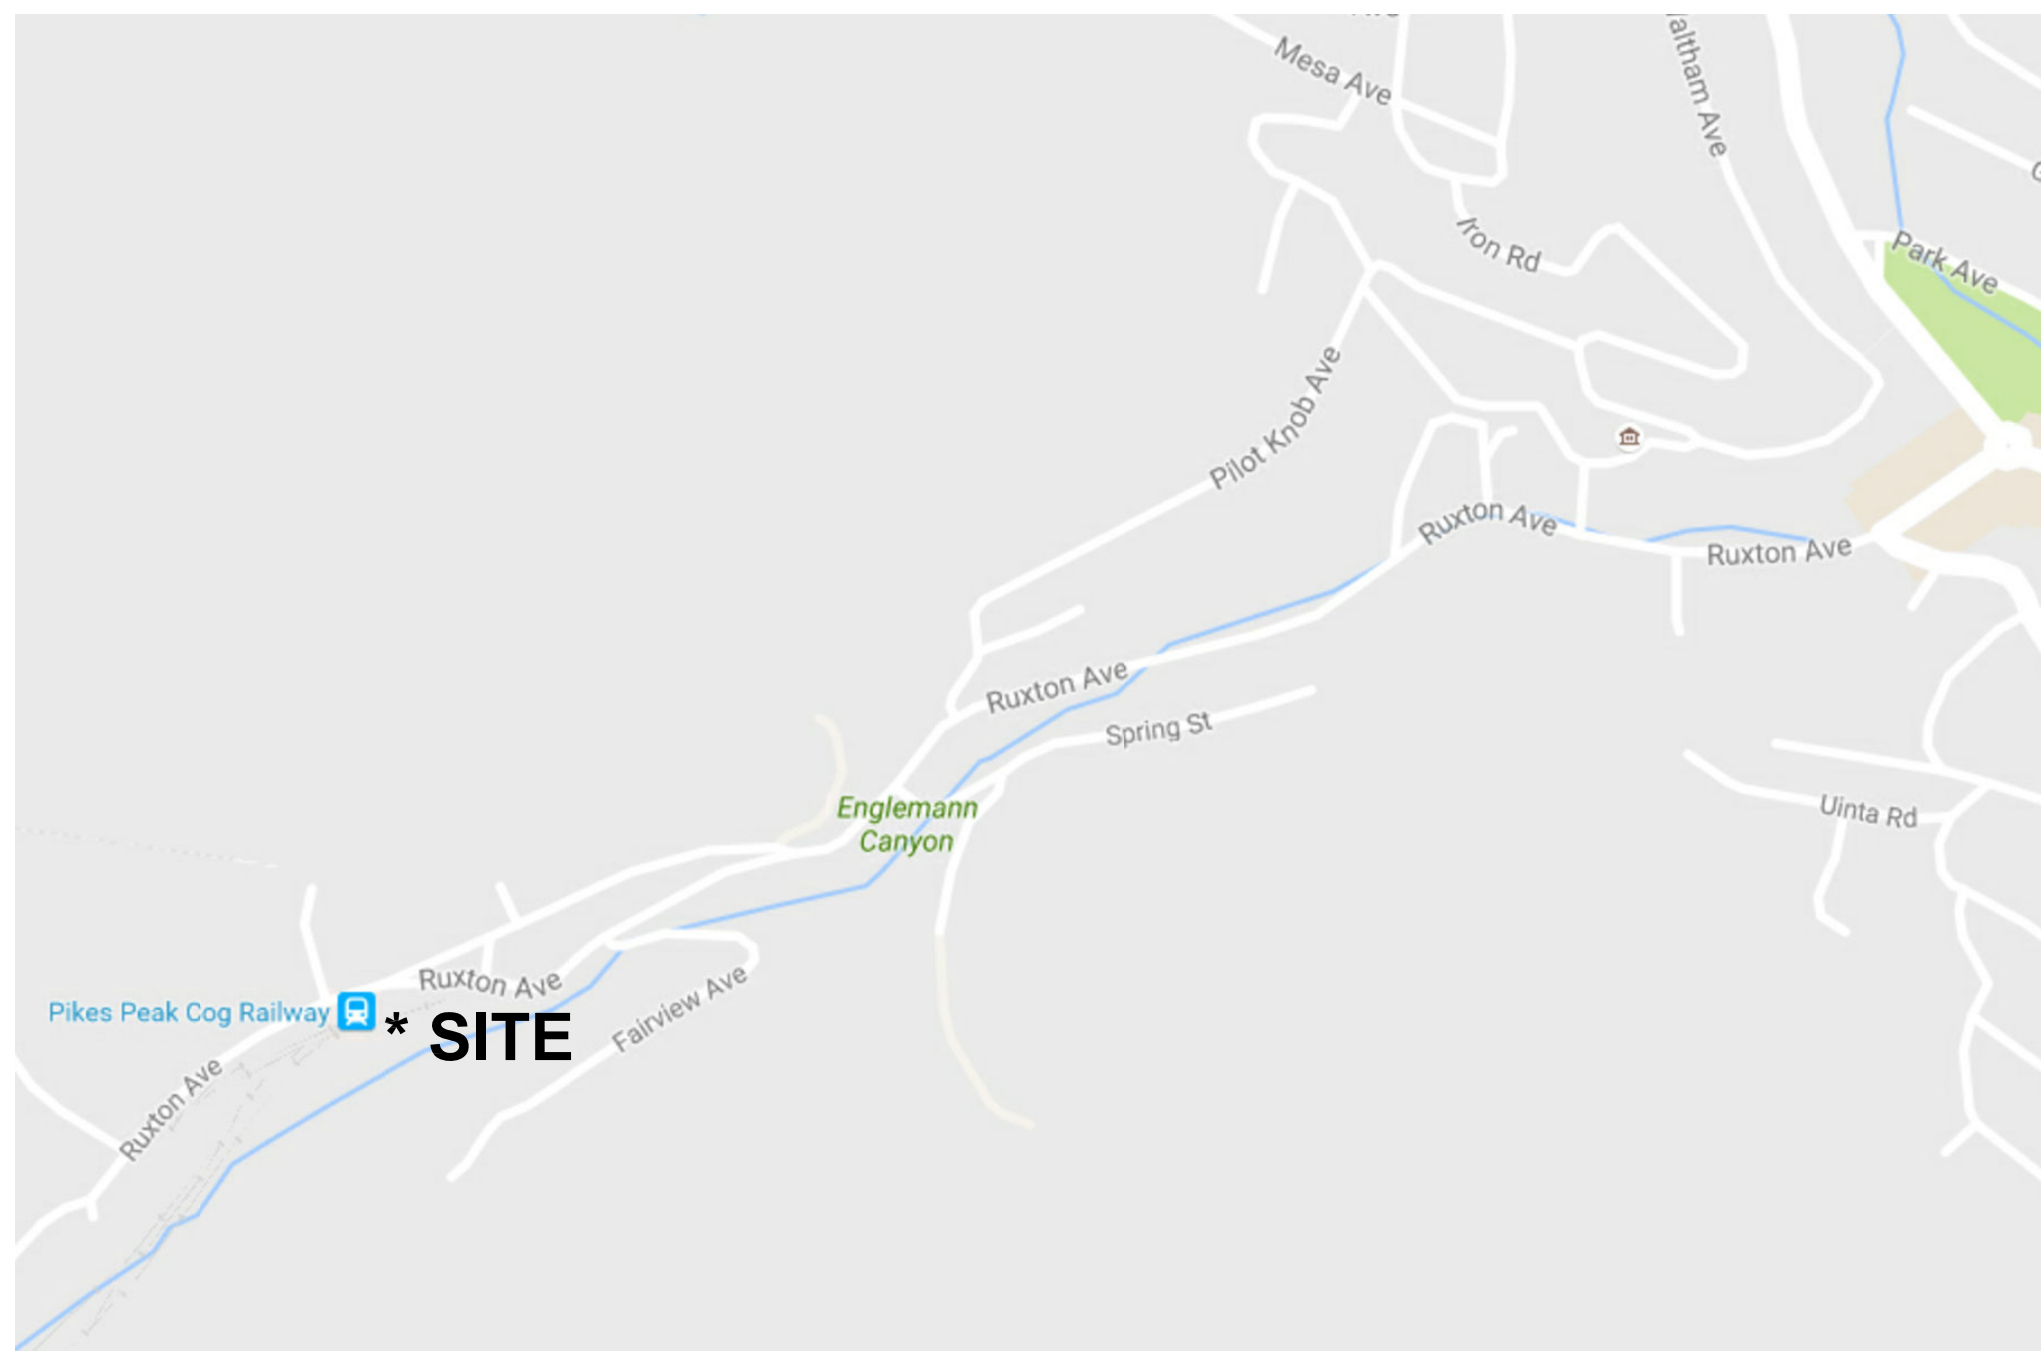 Mesa Ave
altham Ave
Iron Rd
Park Ave
Pilot Knob Ave
Ruxton Ave
Ruxton Ave
Ruxton Ave
Spring St
Englemann
Canyon
Uinta Rd
Ruxton Ave
Fairview Ave
Pikes Peak Cog Railway
* SITE
Ruxton Ave